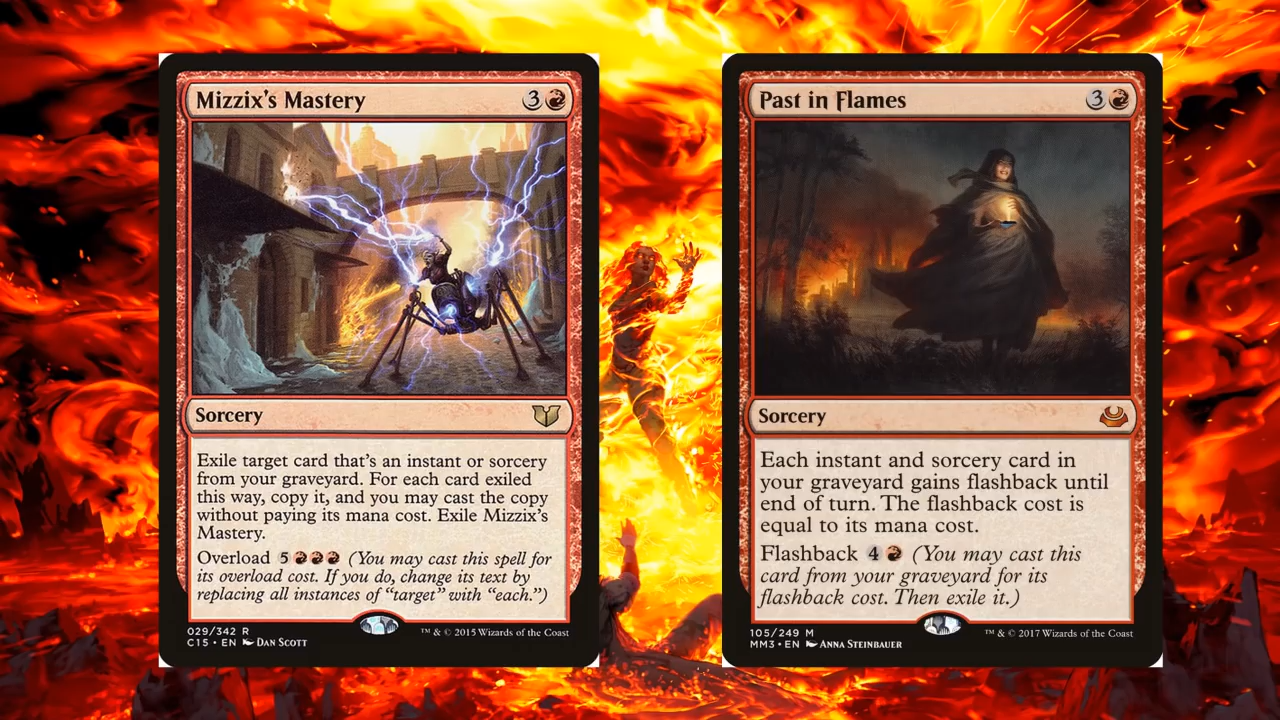 Mizzix's Mastery 3
Sorcery
Exile target card that's an instant or sorcery
from your graveyard. For each card exiled
this way, copy it, and you may cast the copy
without paying its mana cost. Exile Mizzix's
Mastery.
Overload 5 (You may cast this spell for
its overload cost. If you do, change its text by
replacing all instances of "target" with "each.")
029/342 R
C15 • EN DAN SCOTT
™ & © 2015 Wizards of the Coast
Past in Flames 3
Sorcery
Each instant and sorcery card in
your graveyard gains flashback until
end of turn. The flashback cost is
equal to its mana cost.
Flashback 4 (You may cast this
card from your graveyard for its
flashback cost. Then exile it.)
105/249 M
MM3 • EN ANNA STEINBAUER
™ & © 2017 Wizards of the Coast